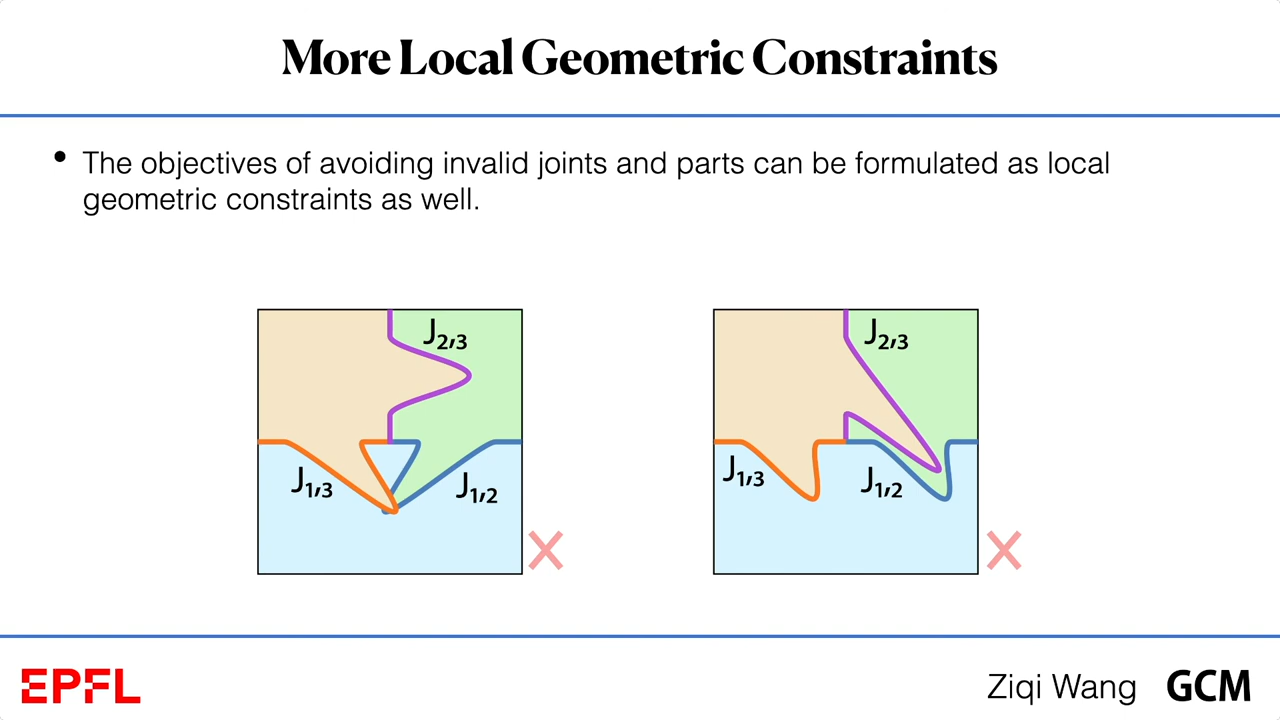 More Local Geometric Constraints
• The objectives of avoiding invalid joints and parts can be formulated as local
geometric constraints as well.
J2,3
J1,3
J1,2
J2,3
J1,3
J1,2
EPFL
Ziqi Wang GCM